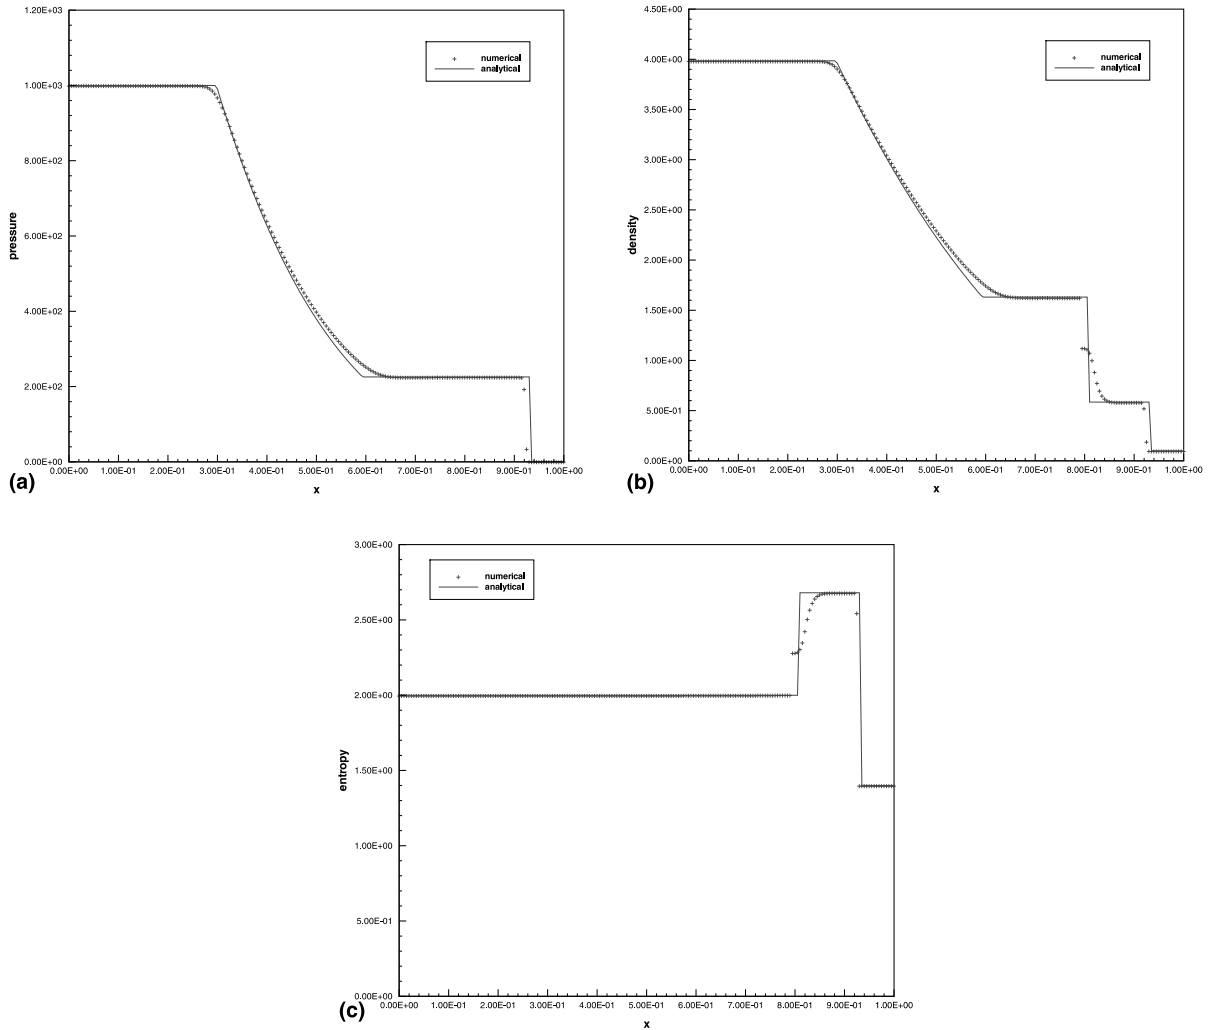 1.20E+03
1.00E+03
8.00E+02
6.00E+02
4.00E+02
2.00E+02
0.00E+00
pressure
numerical
analytical
0.00E+00 1.00E-01 2.00E-01 3.00E-01 4.00E-01 5.00E-01 6.00E-01 7.00E-01 8.00E-01 9.00E-01 1.00E+00
x
(a)
4.50E+00
4.00E+00
3.50E+00
3.00E+00
2.50E+00
2.00E+00
1.50E+00
1.00E+00
5.00E-01
0.00E+00
density
numerical
analytical
0.00E+00 1.00E-01 2.00E-01 3.00E-01 4.00E-01 5.00E-01 6.00E-01 7.00E-01 8.00E-01 9.00E-01 1.00E+00
x
(b)
3.00E+00
2.50E+00
2.00E+00
1.50E+00
1.00E+00
5.00E-01
0.00E+00
entropy
numerical
analytical
0.00E+00 1.00E-01 2.00E-01 3.00E-01 4.00E-01 5.00E-01 6.00E-01 7.00E-01 8.00E-01 9.00E-01 1.00E+00
x
(c)